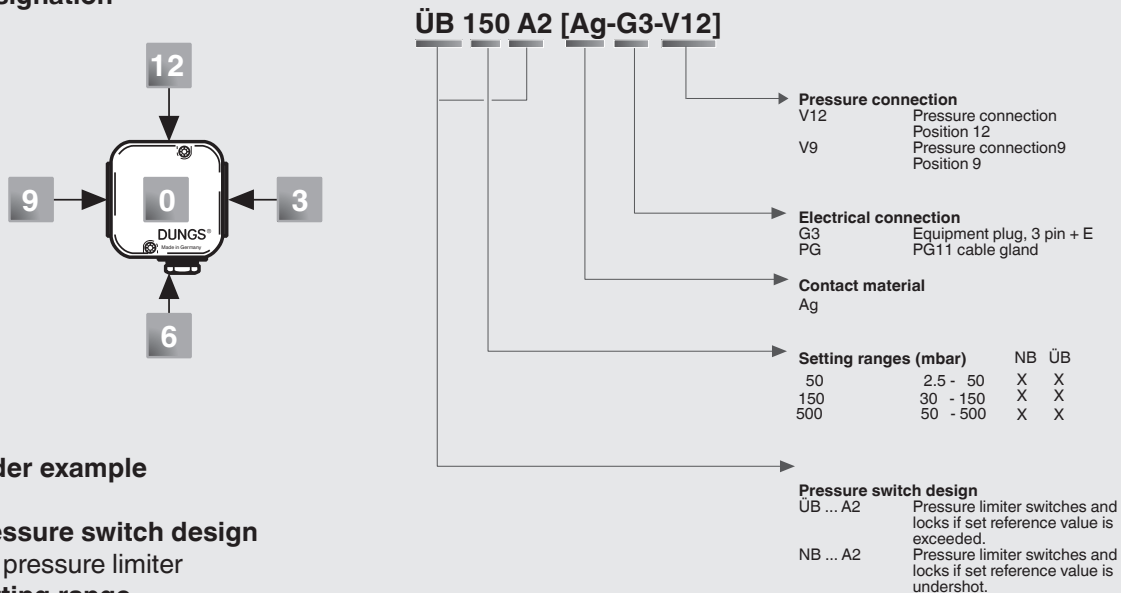 ÜB 150 A2 [Ag-G3-V12]
12
9
0
3
DUNGS®
Made in Germany
6
Pressure connection
V12 Pressure connection
Position 12
V9 Pressure connection9
Position 9
Electrical connection
G3 Equipment plug, 3 pin + E
PG PG11 cable gland
Contact material
Ag
Setting ranges (mbar) NB ÜB
50 2.5 - 50 X X
150 30 - 150 X X
500 50 - 500 X X
Pressure switch design
ÜB ... A2 Pressure limiter switches and
locks if set reference value is
exceeded.
NB ... A2 Pressure limiter switches and
locks if set reference value is
undershot.
example
switch design
pressure limiter